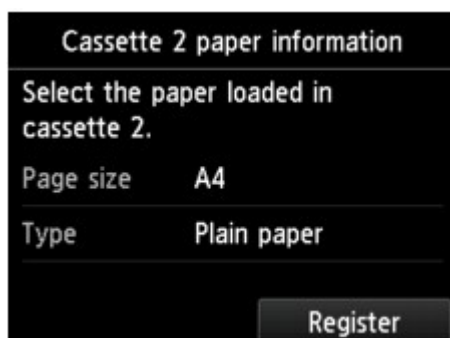 Cassette 2 paper information
Select the paper loaded in
cassette 2.
Page size A4
Type Plain paper
Register